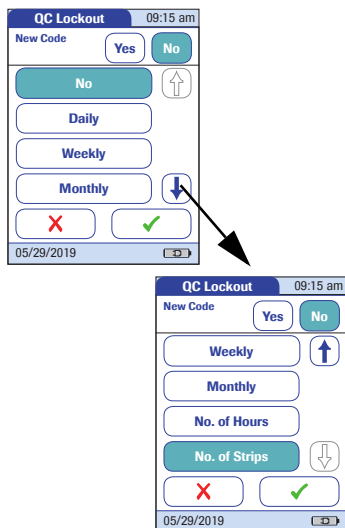 QC Lockout 09:15 am
New Code Yes No
No
Daily
Weekly
Monthly
05/29/2019
QC Lockout 09:15 am
New Code Yes No
Weekly
Monthly
No. of Hours
No. of Strips
05/29/2019